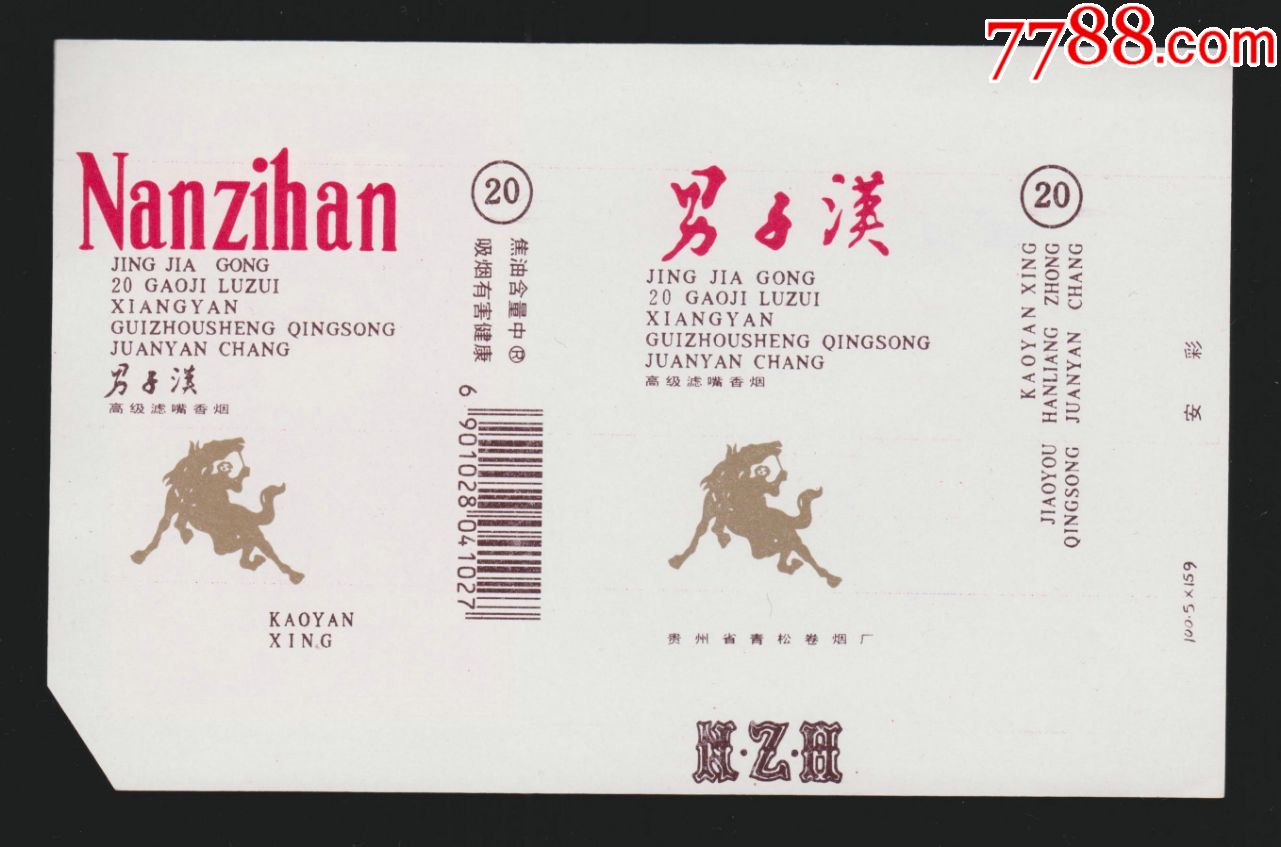 7788.com
Nanzihan
JING JIA GONG
20 GAOJI LUZUI
XIANGYAN
GUIZHOUSHENG QINGSONG
JUANYAN CHANG
男子汉
高级滤嘴香烟
KAOYAN
XING
20
焦油含量中 ®
吸烟有害健康
6 901028 041027
男子漢
JING JIA GONG
20 GAOJI LUZUI
XIANGYAN
GUIZHOUSHENG QINGSONG
JUANYAN CHANG
高级滤嘴香烟
贵州省青松卷烟厂
N·Z·H
20
KAOYAN XING
JIAOYOU HANLIANG ZHONG
QINGSONG JUANYAN CHANG
彩
安
100.5×159